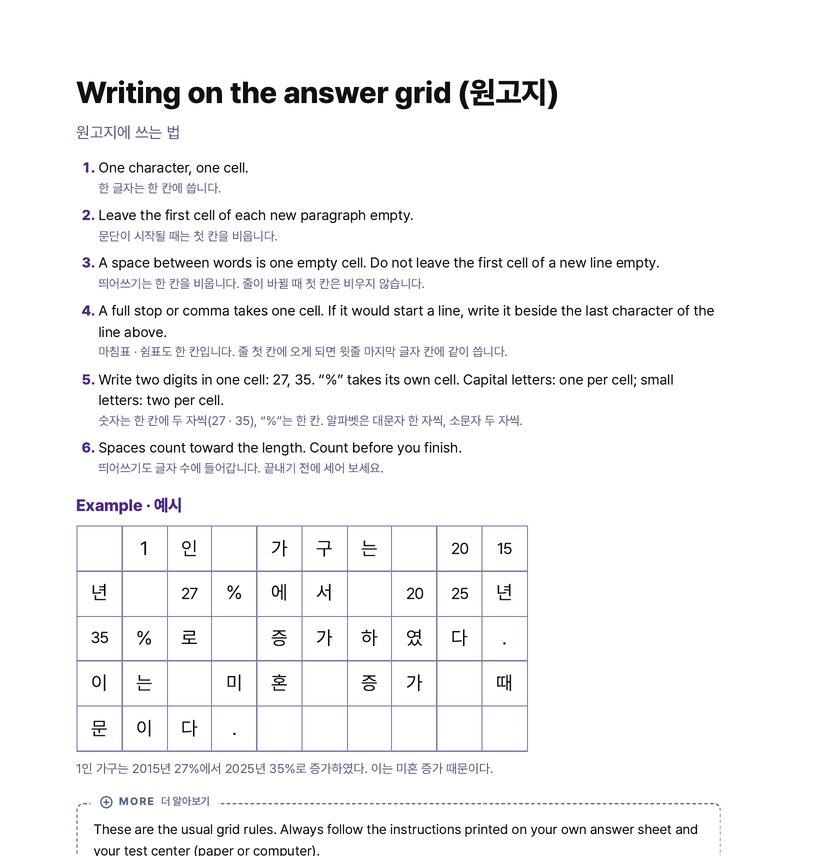 Writing on the answer grid (원고지)
원고지에 쓰는 법
1. One character, one cell.
한 글자는 한 칸에 씁니다.
2. Leave the first cell of each new paragraph empty.
문단이 시작될 때는 첫 칸을 비웁니다.
3. A space between words is one empty cell. Do not leave the first cell of a new line empty.
띄어쓰기는 한 칸을 비웁니다. 줄이 바뀔 때 첫 칸은 비우지 않습니다.
4. A full stop or comma takes one cell. If it would start a line, write it beside the last character of the
line above.
마침표 · 쉼표도 한 칸입니다. 줄 첫 칸에 오게 되면 윗줄 마지막 글자 칸에 같이 씁니다.
5. Write two digits in one cell: 27, 35. “%” takes its own cell. Capital letters: one per cell; small
letters: two per cell.
숫자는 한 칸에 두 자씩(27 · 35), “%”는 한 칸. 알파벳은 대문자 한 자씩, 소문자 두 자씩.
6. Spaces count toward the length. Count before you finish.
띄어쓰기도 글자 수에 들어갑니다. 끝내기 전에 세어 보세요.
Example · 예시
1 인 가 구 는 20 15
년 27 % 에 서 20 25 년
35 % 로 증 가 하 였 다 .
이 는 미 혼 증 가 때
문 이 다 .
1인 가구는 2015년 27%에서 2025년 35%로 증가하였다. 이는 미혼 증가 때문이다.
MORE 더 알아보기
These are the usual grid rules. Always follow the instructions printed on your own answer sheet and
your test center (paper or computer).